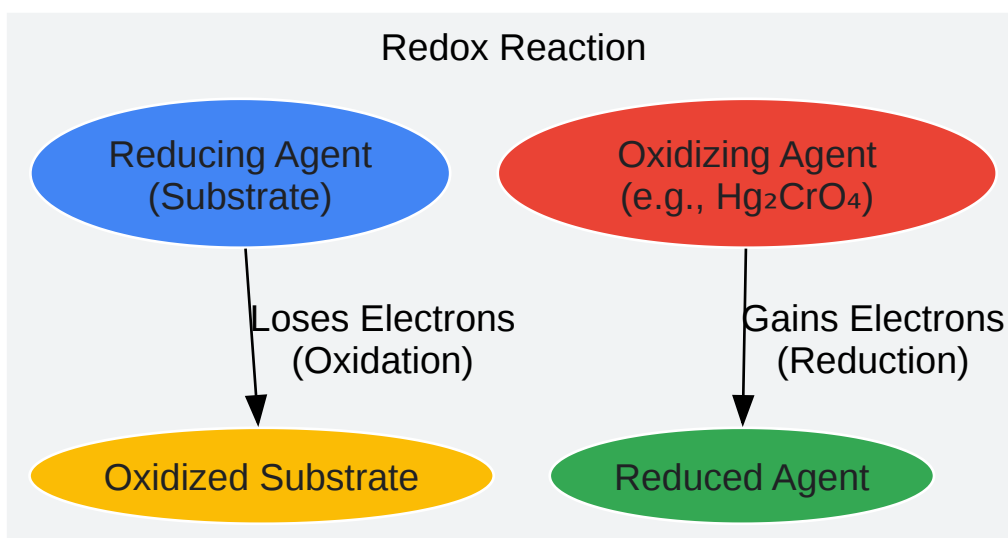 Redox Reaction
Reducing Agent
(Substrate)
Oxidizing Agent
(e.g., Hg₂CrO₄)
Loses Electrons
(Oxidation)
Gains Electrons
(Reduction)
Oxidized Substrate
Reduced Agent